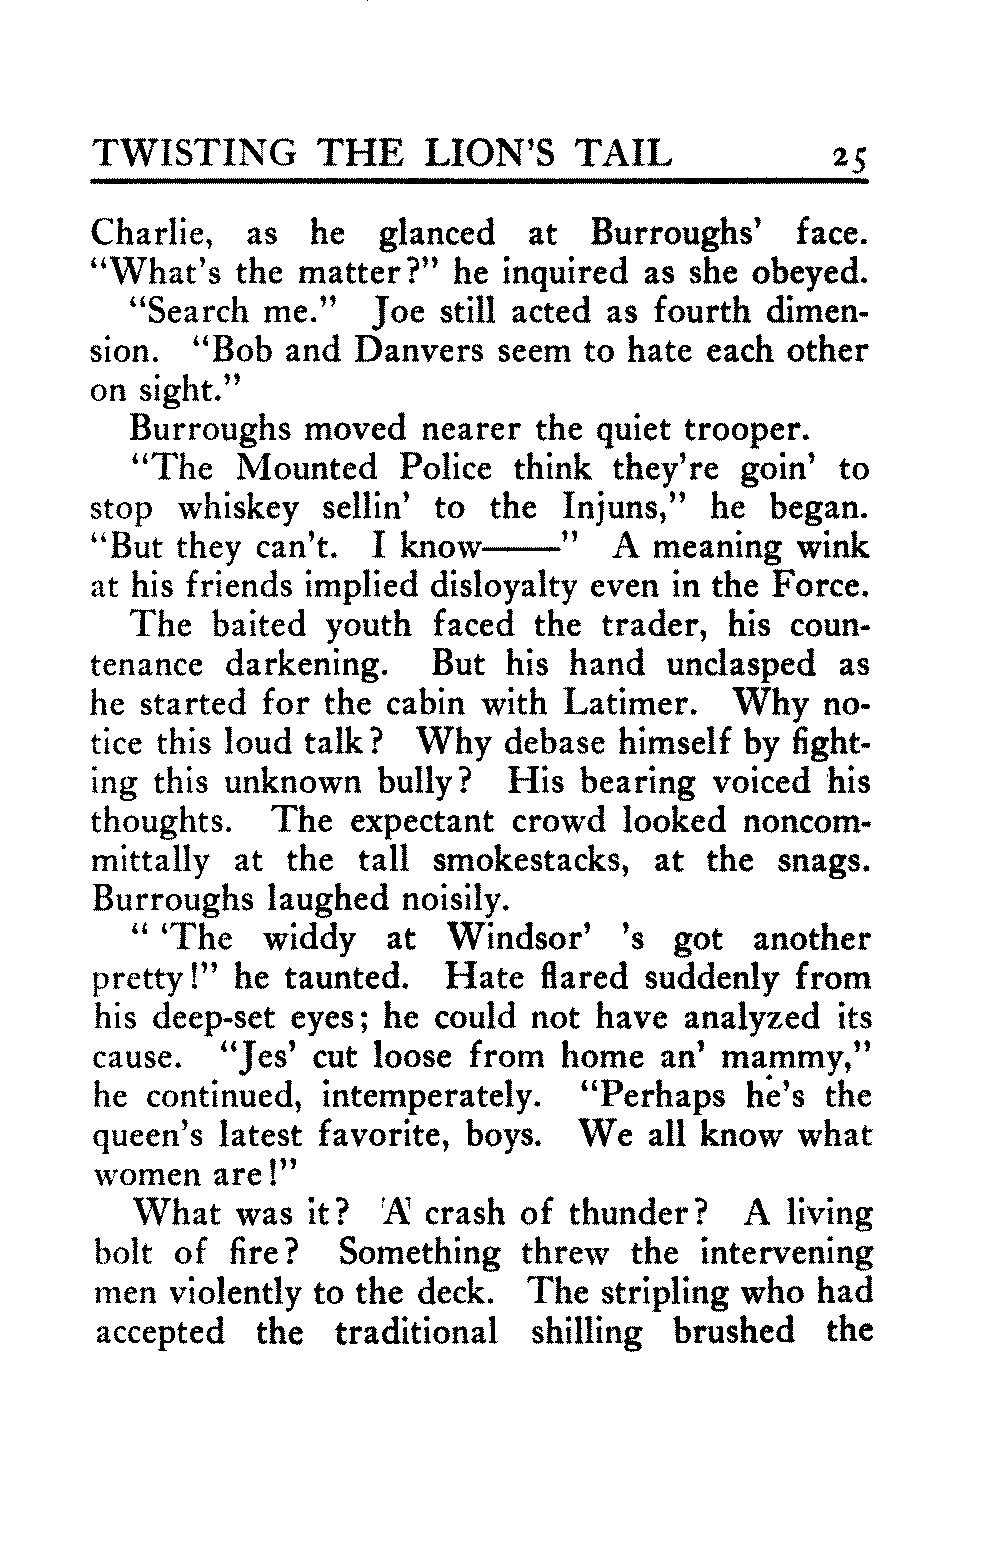 TWISTING THE LION'S TAIL 25
Charlie, as he glanced at Burroughs' face.
"What's the matter?" he inquired as she obeyed.
"Search me." Joe still acted as fourth dimen-
sion. "Bob and Danvers seem to hate each other
on sight."
Burroughs moved nearer the quiet trooper.
"The Mounted Police think they're goin' to
stop whiskey sellin' to the Injuns," he began.
"But they can't. I know——" A meaning wink
at his friends implied disloyalty even in the Force.
The baited youth faced the trader, his coun-
tenance darkening. But his hand unclasped as
he started for the cabin with Latimer. Why no-
tice this loud talk? Why debase himself by fight-
ing this unknown bully? His bearing voiced his
thoughts. The expectant crowd looked noncom-
mittally at the tall smokestacks, at the snags.
Burroughs laughed noisily.
" 'The widdy at Windsor' 's got another
pretty!" he taunted. Hate flared suddenly from
his deep-set eyes; he could not have analyzed its
cause. "Jes' cut loose from home an' mammy,"
he continued, intemperately. "Perhaps he's the
queen's latest favorite, boys. We all know what
women are!"
What was it? A crash of thunder? A living
bolt of fire? Something threw the intervening
men violently to the deck. The stripling who had
accepted the traditional shilling brushed the